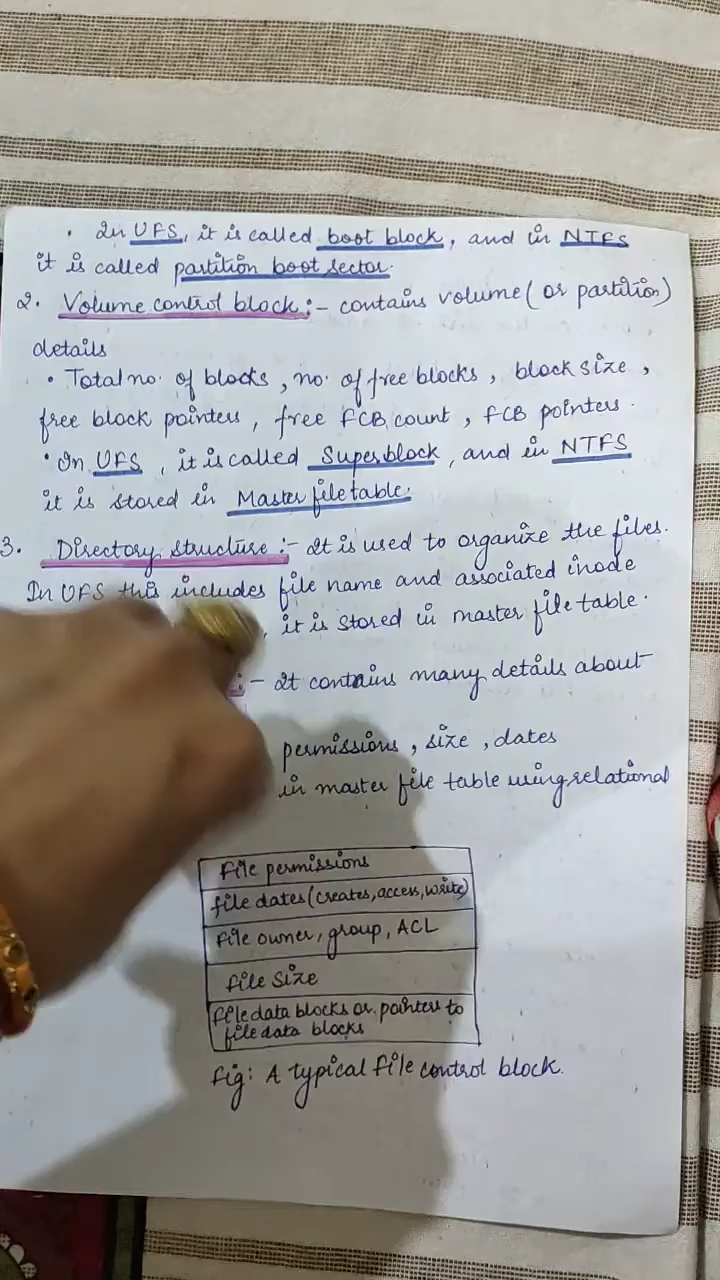 • In UFS, it is called boot block, and in NTFS
it is called partition boot sector.
2. Volume control block :- contains volume (or partition)
details
• Total no. of blocks, no. of free blocks, block size,
free block pointers, free FCB count, FCB pointers.
• In UFS, it is called Superblock, and in NTFS
it is stored in Master file table.
3. Directory structure :- It is used to organize the files.
In UFS this includes file name and associated inode
, it is stored in master file table.
:- It contains many details about
permissions, size, dates
in master file table using relational
File permissions
file dates (creates, access, write)
File owner, group, ACL
File size
File data blocks or pointers to
file data blocks
Fig: A typical file control block.